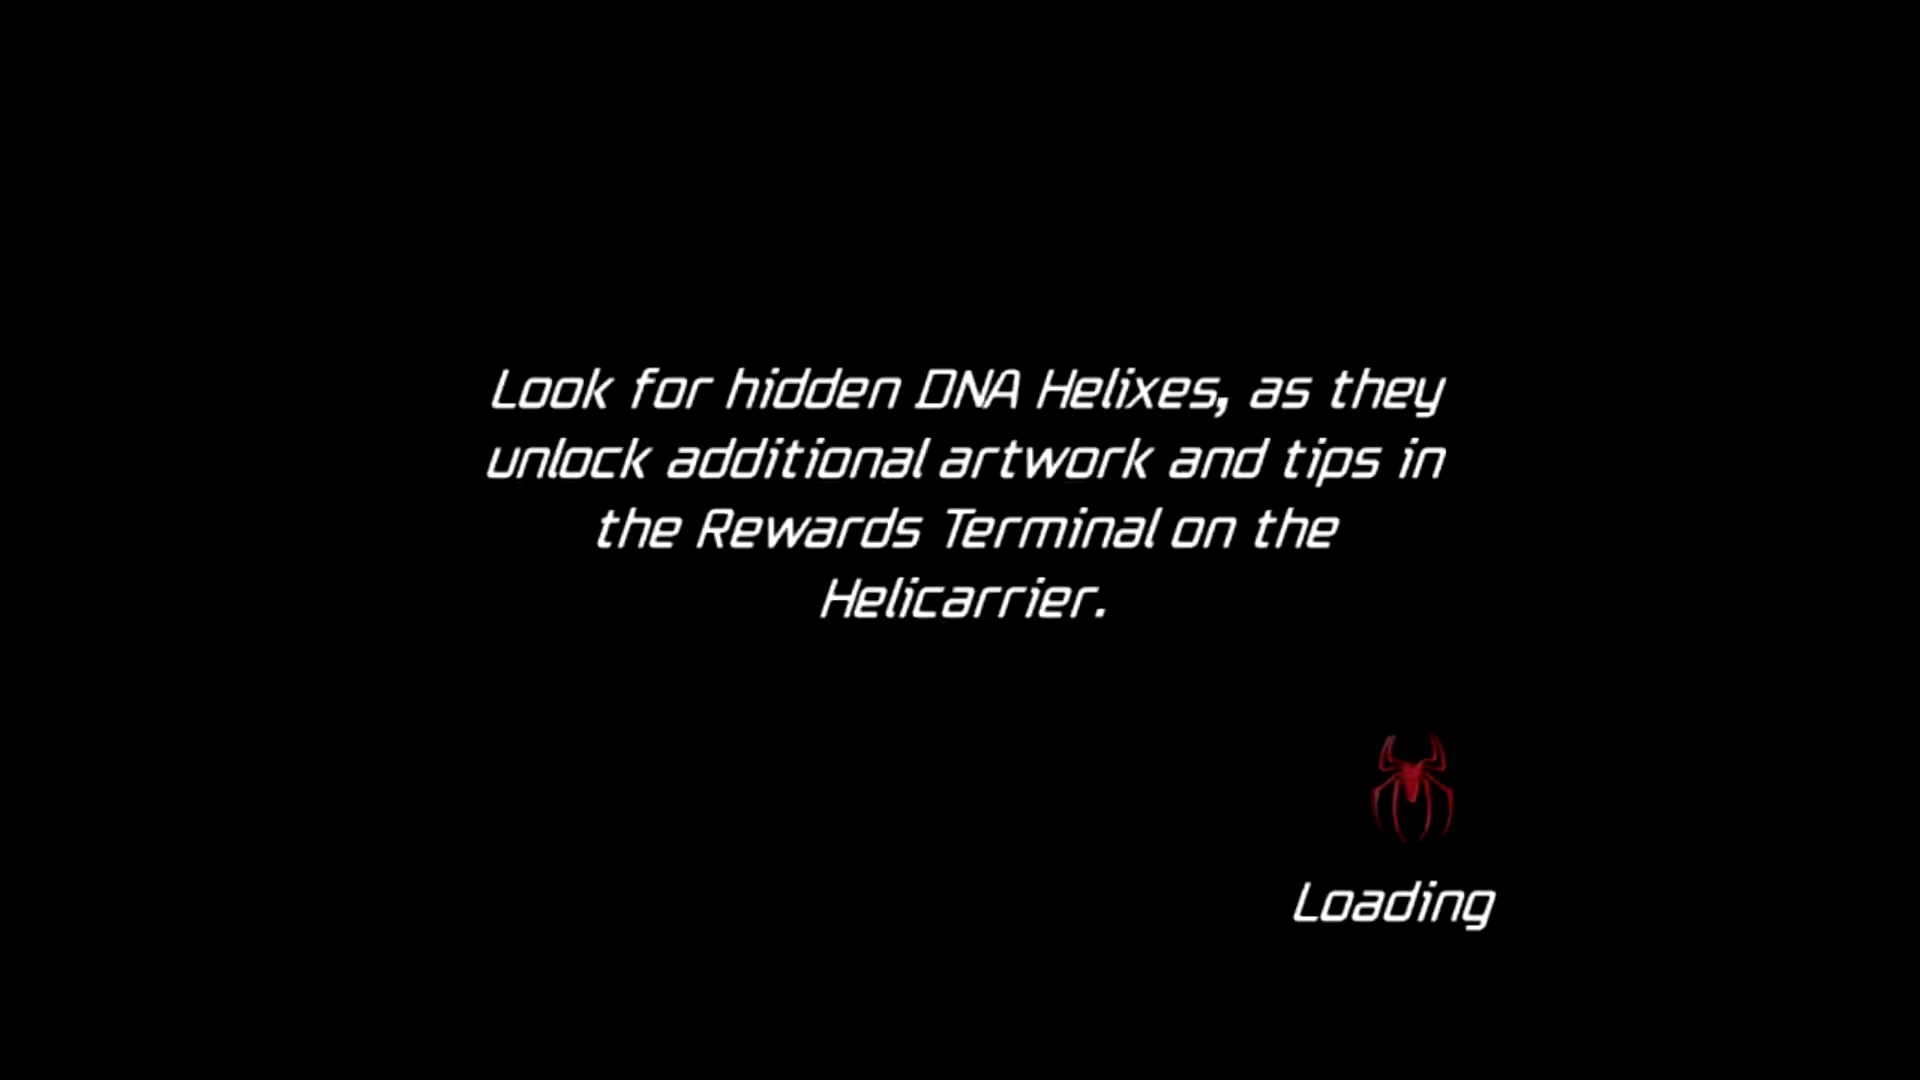 Look for hidden DNA Helixes, as they
unlock additional artwork and tips in
the Rewards Terminal on the
Helicarrier.
Loading